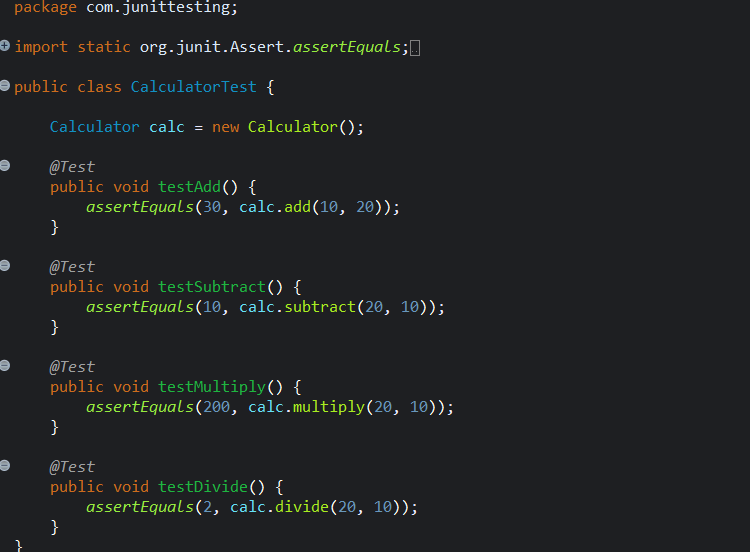 package com.junittesting;
import static org.junit.Assert.assertEquals;
public class CalculatorTest {
Calculator calc = new Calculator();
@Test
public void testAdd() {
assertEquals(30, calc.add(10, 20));
}
@Test
public void testSubtract() {
assertEquals(10, calc.subtract(20, 10));
}
@Test
public void testMultiply() {
assertEquals(200, calc.multiply(20, 10));
}
@Test
public void testDivide() {
assertEquals(2, calc.divide(20, 10));
}
}